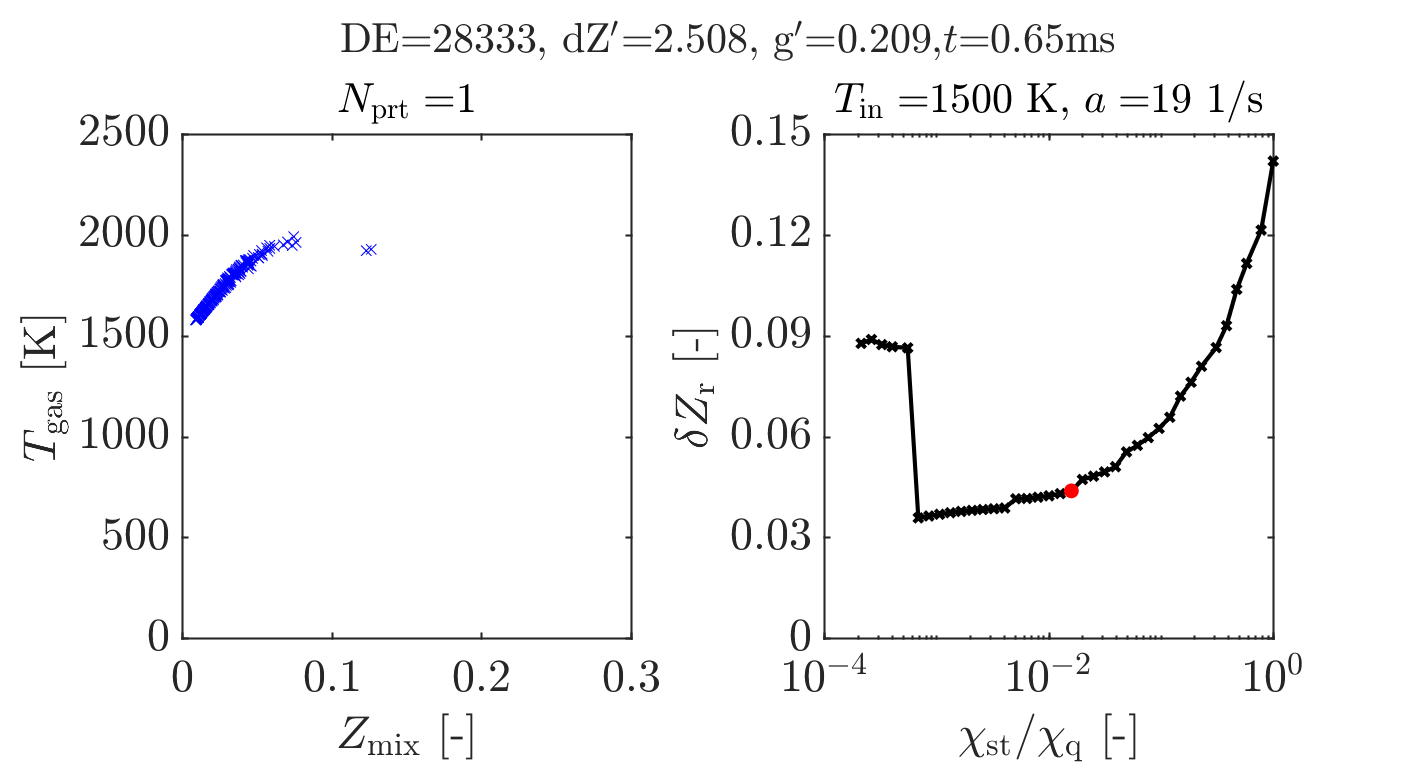 DE=28333, dZ′=2.508, g′=0.209,t=0.65ms
N_prt =1
2500
2000
1500
1000
500
0
T_gas [K]
0 0.1 0.2 0.3
Z_mix [-]
T_in =1500 K, a =19 1/s
0.15
0.12
0.09
0.06
0.03
0
δZ_r [-]
10^−4 10^−2 10^0
χ_st/χ_q [-]